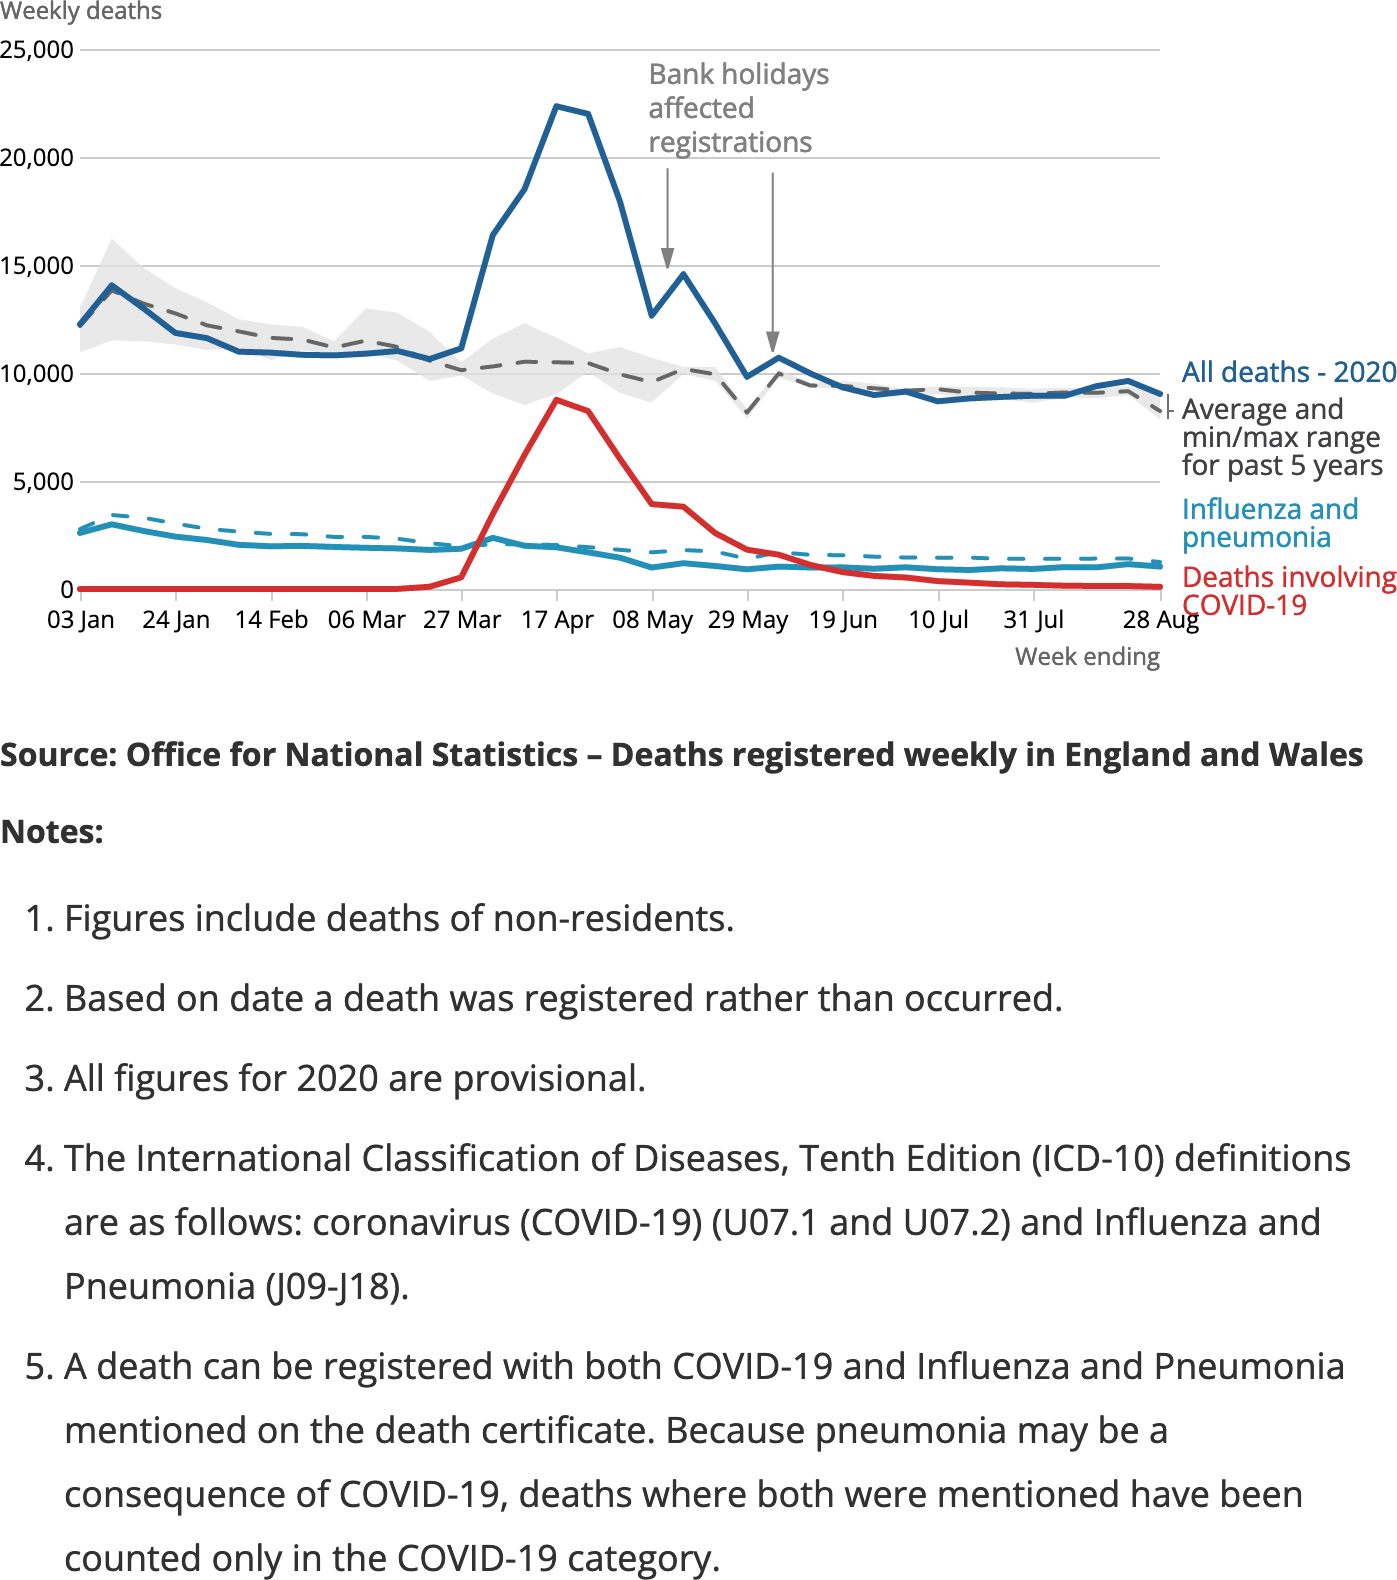 Weekly deaths
25,000
20,000
15,000
10,000
5,000
0
Bank holidays
affected
registrations
All deaths - 2020
Average and
min/max range
for past 5 years
Influenza and
pneumonia
Deaths involving
COVID-19
03 Jan 24 Jan 14 Feb 06 Mar 27 Mar 17 Apr 08 May 29 May 19 Jun 10 Jul 31 Jul 28 Aug
Week ending
Source: Office for National Statistics – Deaths registered weekly in England and Wales
Notes:
1. Figures include deaths of non-residents.
2. Based on date a death was registered rather than occurred.
3. All figures for 2020 are provisional.
4. The International Classification of Diseases, Tenth Edition (ICD-10) definitions
are as follows: coronavirus (COVID-19) (U07.1 and U07.2) and Influenza and
Pneumonia (J09-J18).
5. A death can be registered with both COVID-19 and Influenza and Pneumonia
mentioned on the death certificate. Because pneumonia may be a
consequence of COVID-19, deaths where both were mentioned have been
counted only in the COVID-19 category.